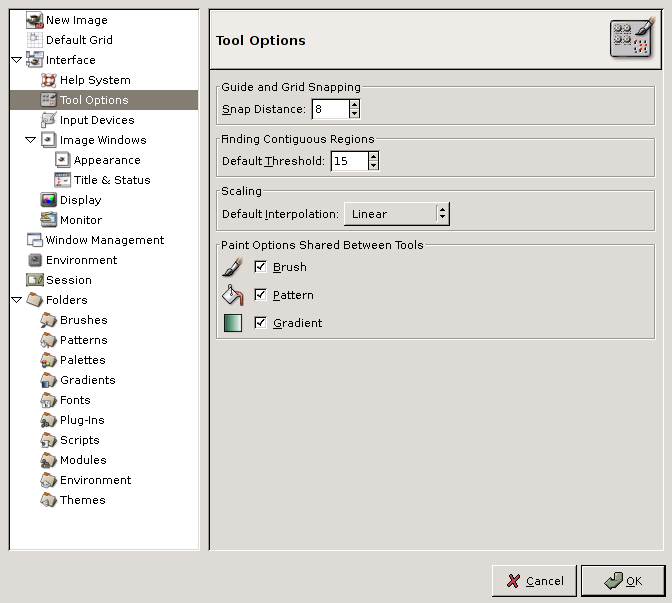 New Image
Default Grid
Interface
Help System
Tool Options
Input Devices
Image Windows
Appearance
Title & Status
Display
Monitor
Window Management
Environment
Session
Folders
Brushes
Patterns
Palettes
Gradients
Fonts
Plug-Ins
Scripts
Modules
Environment
Themes
Tool Options
Guide and Grid Snapping
Snap Distance: 8
Finding Contiguous Regions
Default Threshold: 15
Scaling
Default Interpolation: Linear
Paint Options Shared Between Tools
Brush
Pattern
Gradient
Cancel OK